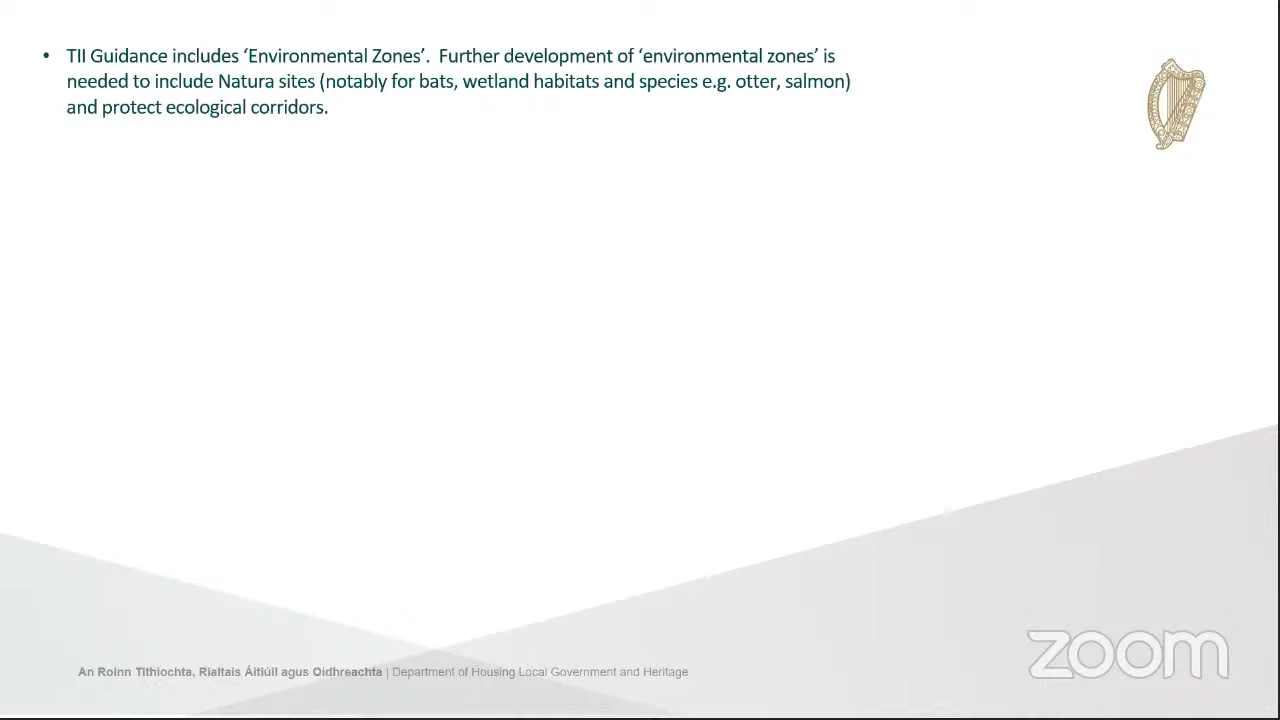 • TII Guidance includes ‘Environmental Zones’.  Further development of ‘environmental zones’ is
needed to include Natura sites (notably for bats, wetland habitats and species e.g. otter, salmon)
and protect ecological corridors.
An Roinn Tithíochta, Rialtais Áitiúil agus Oidhreachta | Department of Housing Local Government and Heritage
zoom